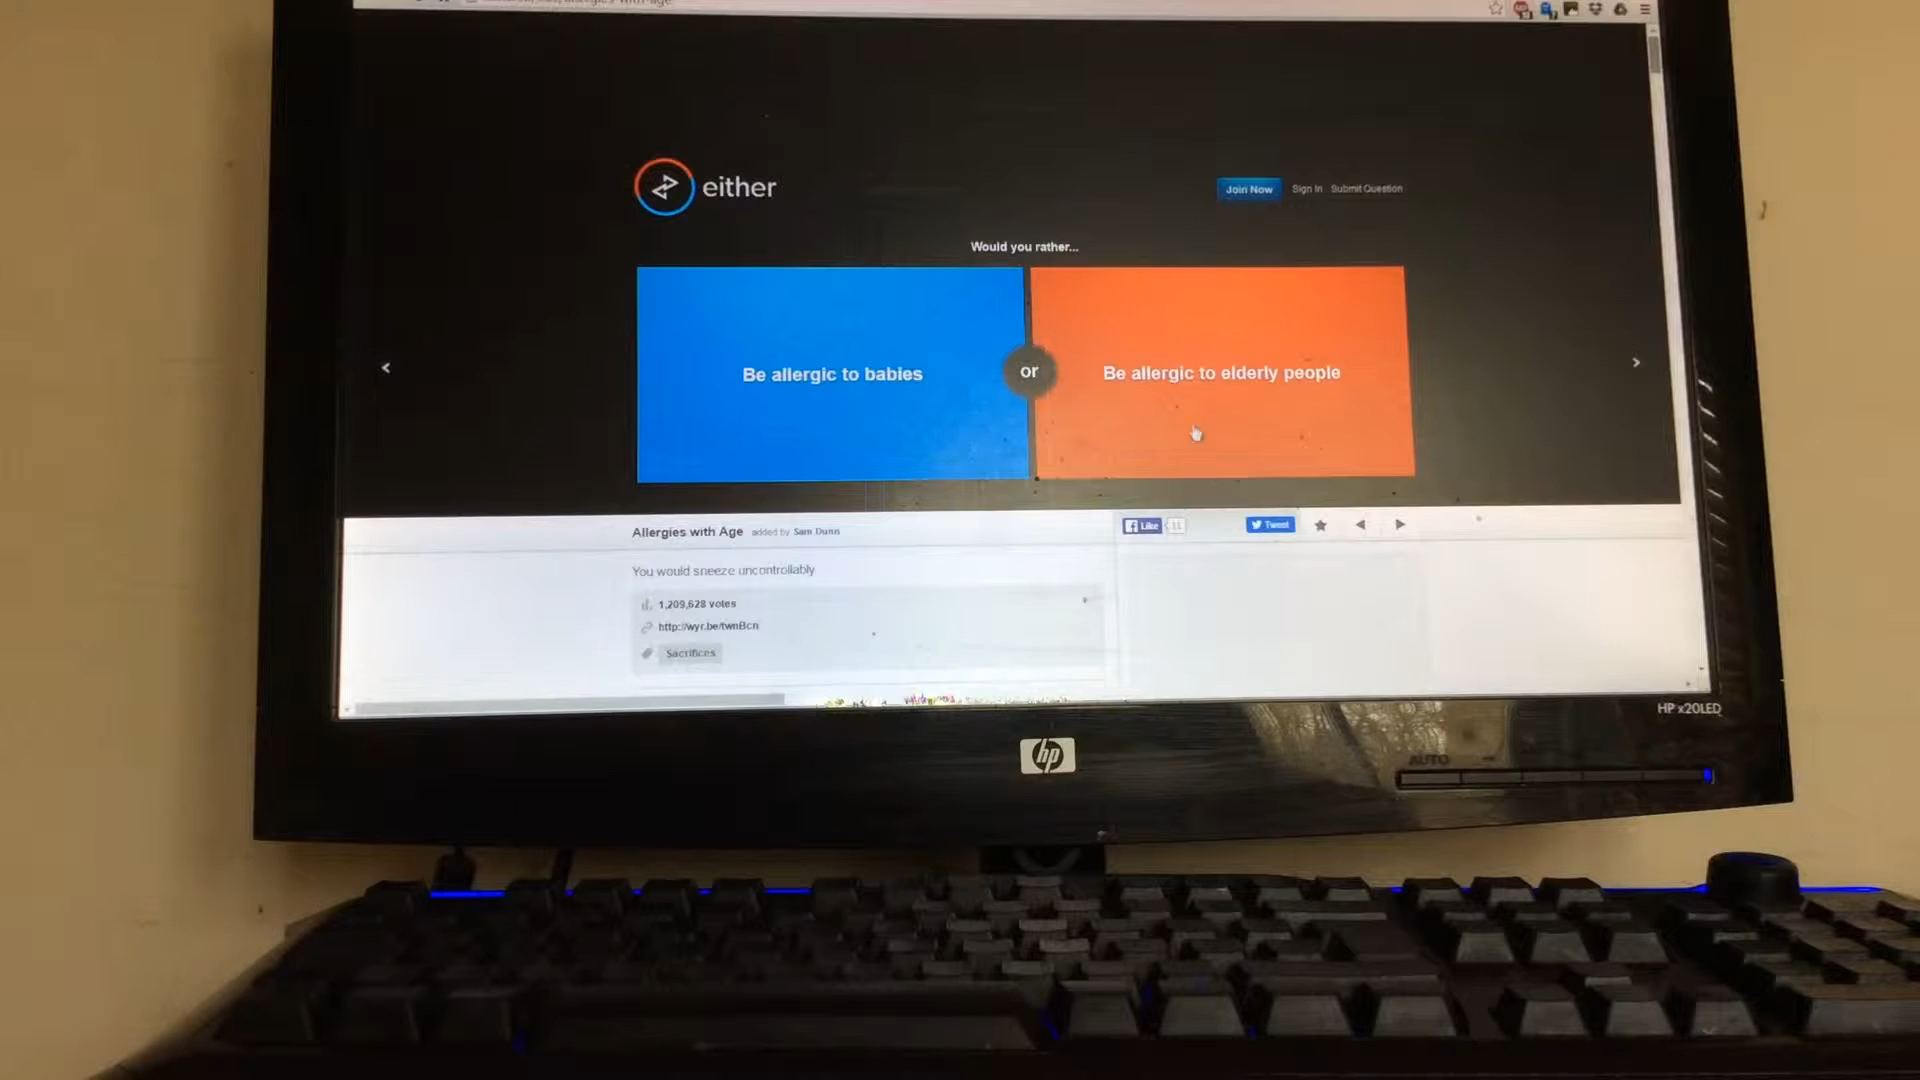 either
Join Now Sign In Submit Question
Would you rather...
Be allergic to babies
or
Be allergic to elderly people
Allergies with Age added by Sam Dunn
Like 11
Tweet
You would sneeze uncontrollably
1,209,628 votes
http://wyr.be/twnBcn
Sacrifices
HP x20LED
hp
AUTO